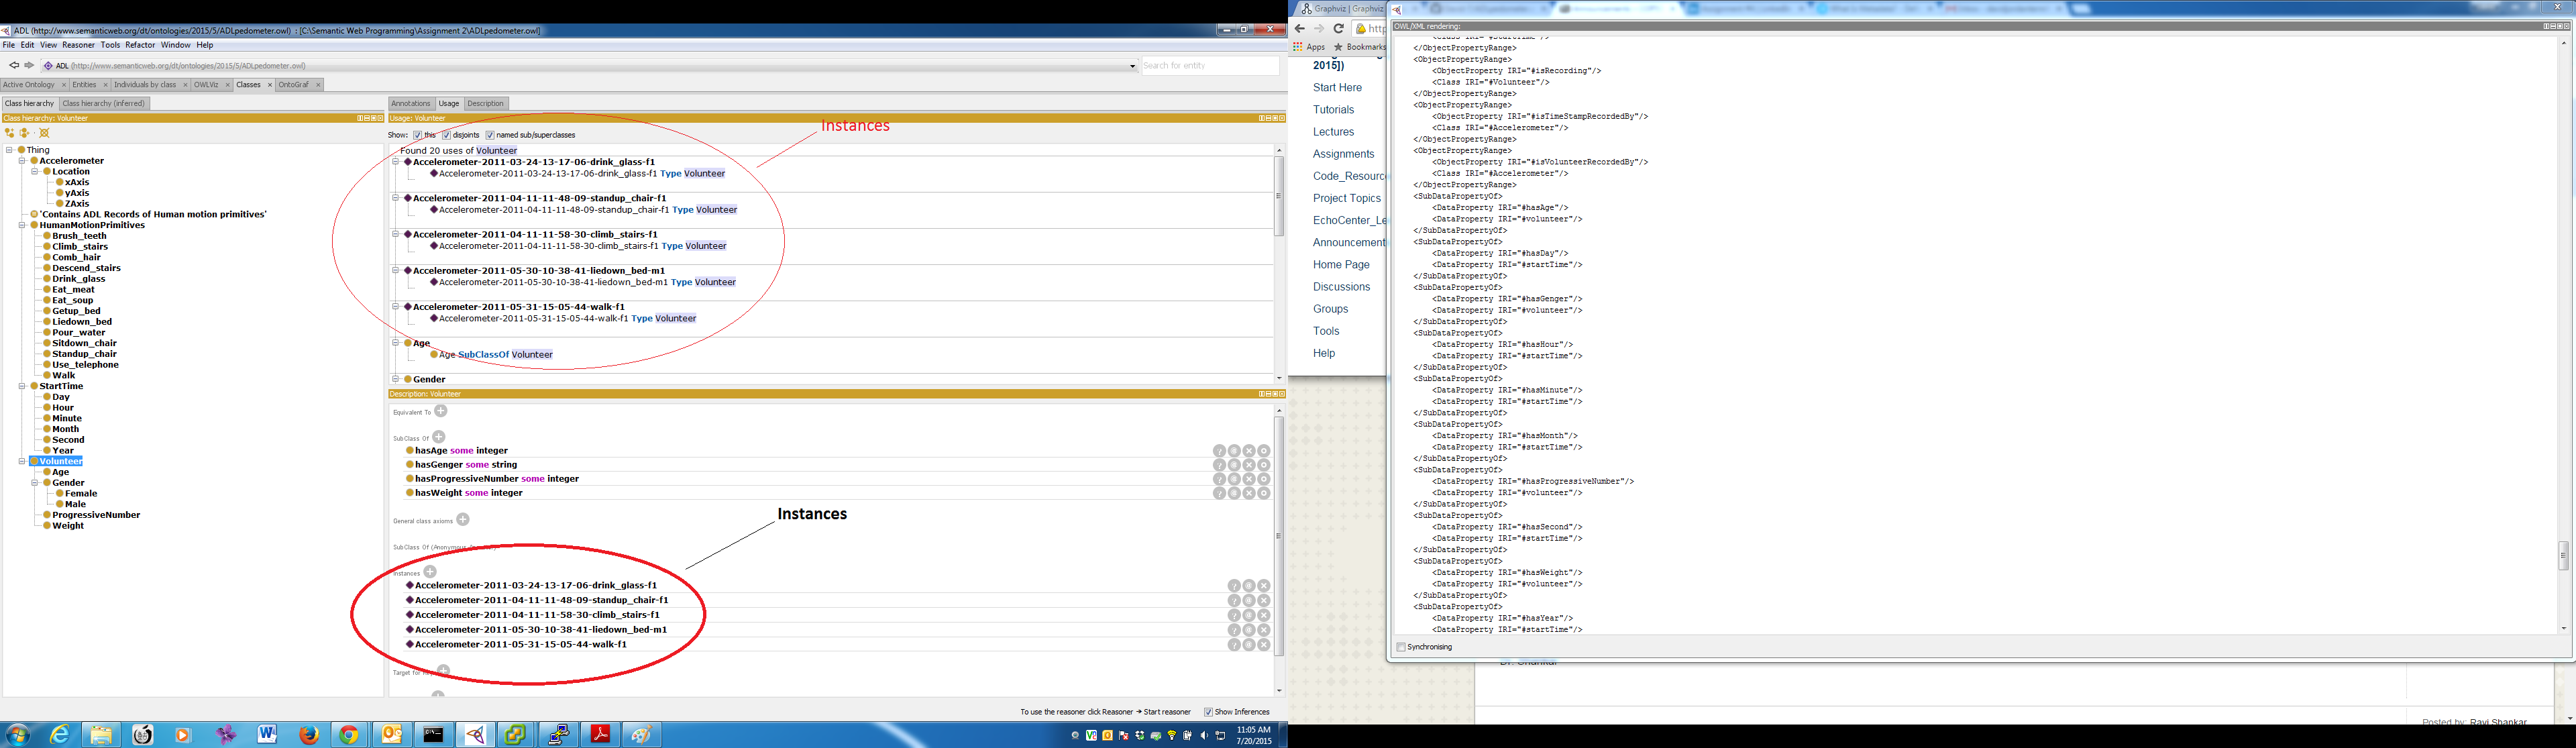 ADL (http://www.semanticweb.org/dt/ontologies/2015/5/ADLpedometer.owl) : [C:\Semantic Web Programming\Assignment 2\ADLpedometer.owl]
File Edit View Reasoner Tools Refactor Window Help
ADL (http://www.semanticweb.org/dt/ontologies/2015/5/ADLpedometer.owl)
Search for entity
Active Ontology × Entities × Individuals by class × OWLViz × Classes × OntoGraf ×
Class hierarchy Class hierarchy (inferred)
Class hierarchy: Volunteer
Thing
Accelerometer
Location
xAxis
yAxis
ZAxis
'Contains ADL Records of Human motion primitives'
HumanMotionPrimitives
Brush_teeth
Climb_stairs
Comb_hair
Descend_stairs
Drink_glass
Eat_meat
Eat_soup
Getup_bed
Liedown_bed
Pour_water
Sitdown_chair
Standup_chair
Use_telephone
Walk
StartTime
Day
Hour
Minute
Month
Second
Year
Volunteer
Age
Gender
Female
Male
ProgressiveNumber
Weight
Annotations Usage Description
Usage: Volunteer
Instances
Show: this disjoints named sub/superclasses
Found 20 uses of Volunteer
Accelerometer-2011-03-24-13-17-06-drink_glass-f1
Accelerometer-2011-03-24-13-17-06-drink_glass-f1 Type Volunteer
Accelerometer-2011-04-11-11-48-09-standup_chair-f1
Accelerometer-2011-04-11-11-48-09-standup_chair-f1 Type Volunteer
Accelerometer-2011-04-11-11-58-30-climb_stairs-f1
Accelerometer-2011-04-11-11-58-30-climb_stairs-f1 Type Volunteer
Accelerometer-2011-05-30-10-38-41-liedown_bed-m1
Accelerometer-2011-05-30-10-38-41-liedown_bed-m1 Type Volunteer
Accelerometer-2011-05-31-15-05-44-walk-f1
Accelerometer-2011-05-31-15-05-44-walk-f1 Type Volunteer
Age
Age SubClassOf Volunteer
Gender
Description: Volunteer
Equivalent To
SubClass Of
hasAge some integer
hasGenger some string
hasProgressiveNumber some integer
hasWeight some integer
General class axioms
Instances
SubClass Of (Anonymous
Instances
Accelerometer-2011-03-24-13-17-06-drink_glass-f1
Accelerometer-2011-04-11-11-48-09-standup_chair-f1
Accelerometer-2011-04-11-11-58-30-climb_stairs-f1
Accelerometer-2011-05-30-10-38-41-liedown_bed-m1
Accelerometer-2011-05-31-15-05-44-walk-f1
Target for
To use the reasoner click Reasoner → Start reasoner Show Inferences
11:05 AM
7/20/2015
Graphviz | Graphviz
http
Apps Bookmarks
2015])
Start Here
Tutorials
Lectures
Assignments
Code_Resourc
Project Topics
EchoCenter_Le
Announcement
Home Page
Discussions
Groups
Tools
Help
OWL/XML rendering:
<Class IRI="#StartTime"/>
</ObjectPropertyRange>
<ObjectPropertyRange>
<ObjectProperty IRI="#isRecording"/>
<Class IRI="#Volunteer"/>
</ObjectPropertyRange>
<ObjectPropertyRange>
<ObjectProperty IRI="#isTimeStampRecordedBy"/>
<Class IRI="#Accelerometer"/>
</ObjectPropertyRange>
<ObjectPropertyRange>
<ObjectProperty IRI="#isVolunteerRecordedBy"/>
<Class IRI="#Accelerometer"/>
</ObjectPropertyRange>
<SubDataPropertyOf>
<DataProperty IRI="#hasAge"/>
<DataProperty IRI="#volunteer"/>
</SubDataPropertyOf>
<SubDataPropertyOf>
<DataProperty IRI="#hasDay"/>
<DataProperty IRI="#startTime"/>
</SubDataPropertyOf>
<SubDataPropertyOf>
<DataProperty IRI="#hasGenger"/>
<DataProperty IRI="#volunteer"/>
</SubDataPropertyOf>
<SubDataPropertyOf>
<DataProperty IRI="#hasHour"/>
<DataProperty IRI="#startTime"/>
</SubDataPropertyOf>
<SubDataPropertyOf>
<DataProperty IRI="#hasMinute"/>
<DataProperty IRI="#startTime"/>
</SubDataPropertyOf>
<SubDataPropertyOf>
<DataProperty IRI="#hasMonth"/>
<DataProperty IRI="#startTime"/>
</SubDataPropertyOf>
<SubDataPropertyOf>
<DataProperty IRI="#hasProgressiveNumber"/>
<DataProperty IRI="#volunteer"/>
</SubDataPropertyOf>
<SubDataPropertyOf>
<DataProperty IRI="#hasSecond"/>
<DataProperty IRI="#startTime"/>
</SubDataPropertyOf>
<SubDataPropertyOf>
<DataProperty IRI="#hasWeight"/>
<DataProperty IRI="#volunteer"/>
</SubDataPropertyOf>
<SubDataPropertyOf>
<DataProperty IRI="#hasYear"/>
<DataProperty IRI="#startTime"/>
Synchronising
Dr. Shankar
Posted by: Ravi Shankar